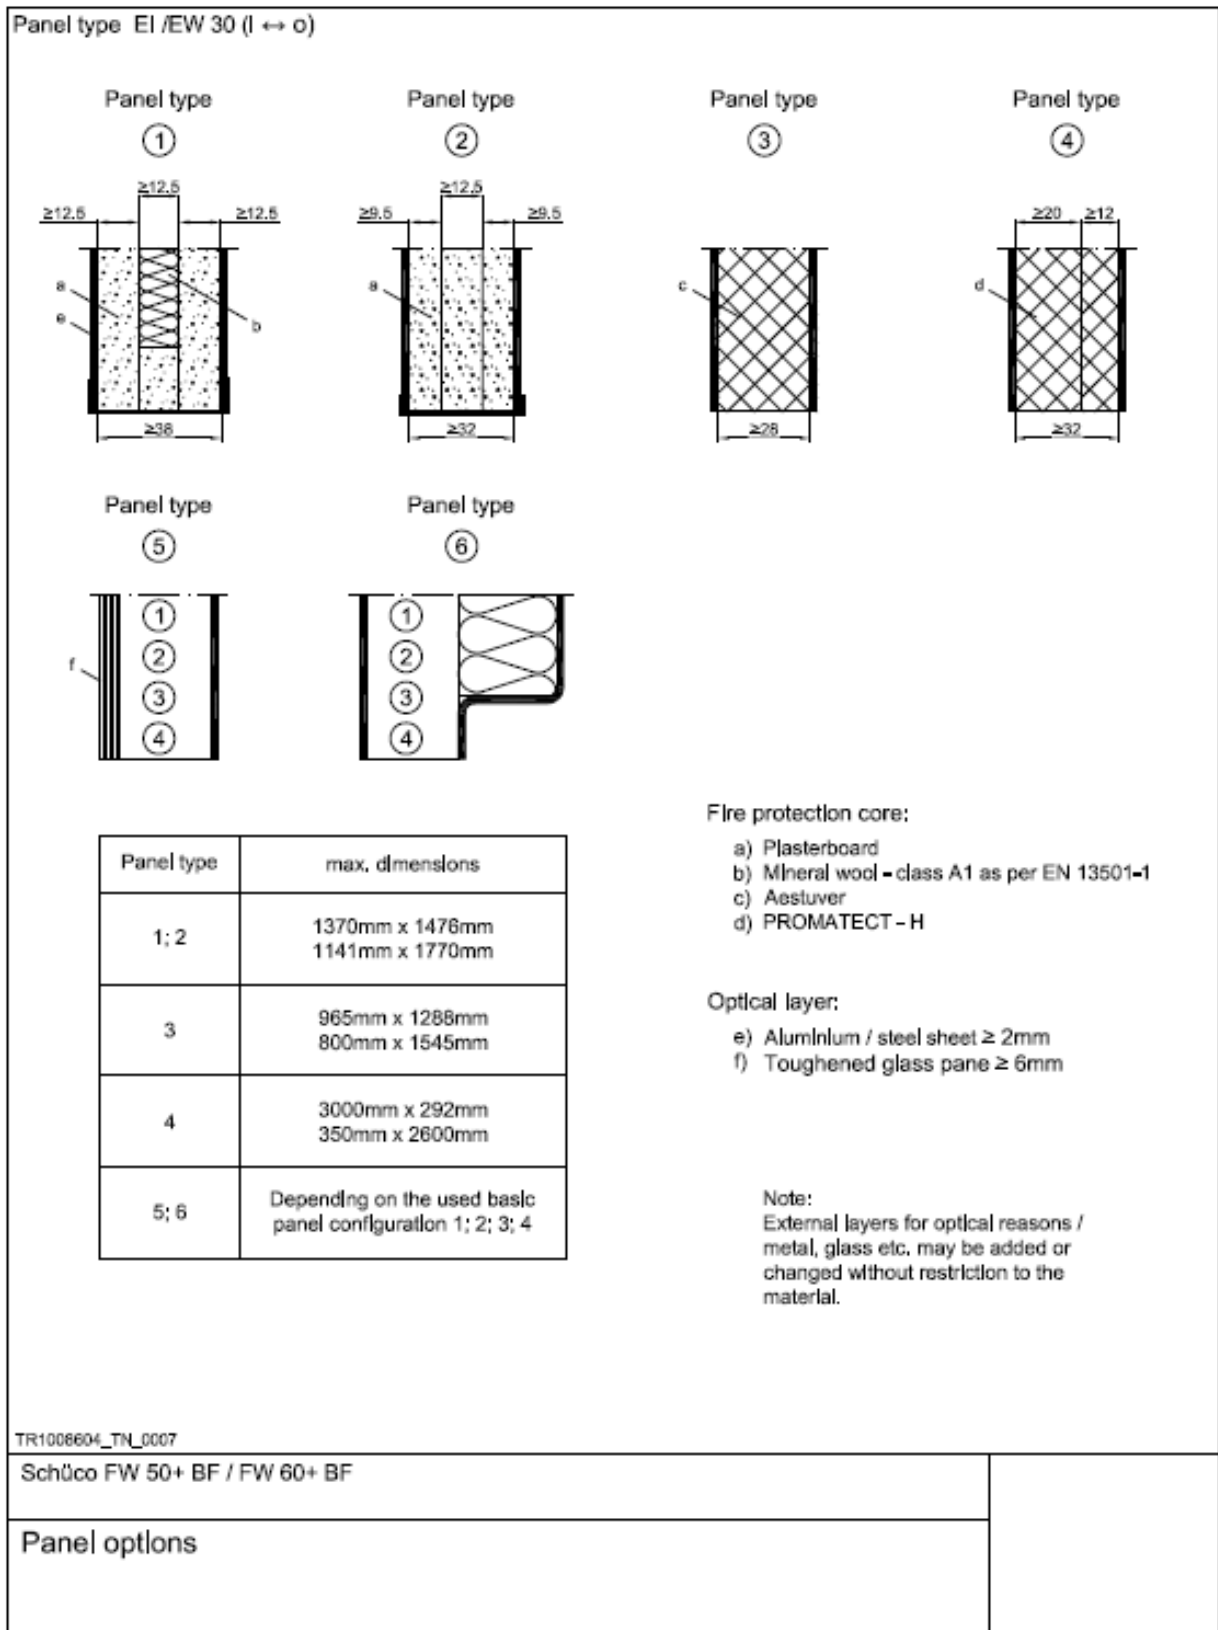 Panel type EI /EW 30 (I ↔ o)
Panel type
Panel type
Panel type
Panel type
1
2
3
4
≥12.5
≥12.5
≥12.5
≥9.5
≥12.5
≥9.5
≥20
≥12
a
e
b
a
c
d
≥38
≥32
≥28
≥32
Panel type
Panel type
5
6
1
2
3
4
f
1
2
3
4
Panel type
max. dimensions
1; 2
1370mm x 1476mm
1141mm x 1770mm
3
965mm x 1288mm
800mm x 1545mm
4
3000mm x 292mm
350mm x 2600mm
5; 6
Depending on the used basic
panel configuration 1; 2; 3; 4
Fire protection core:
a) Plasterboard
b) Mineral wool - class A1 as per EN 13501-1
c) Aestuver
d) PROMATECT - H
Optical layer:
e) Aluminium / steel sheet ≥ 2mm
f) Toughened glass pane ≥ 6mm
Note:
External layers for optical reasons /
metal, glass etc. may be added or
changed without restriction to the
material.
TR1008604_TN_0007
Schüco FW 50+ BF / FW 60+ BF
Panel options